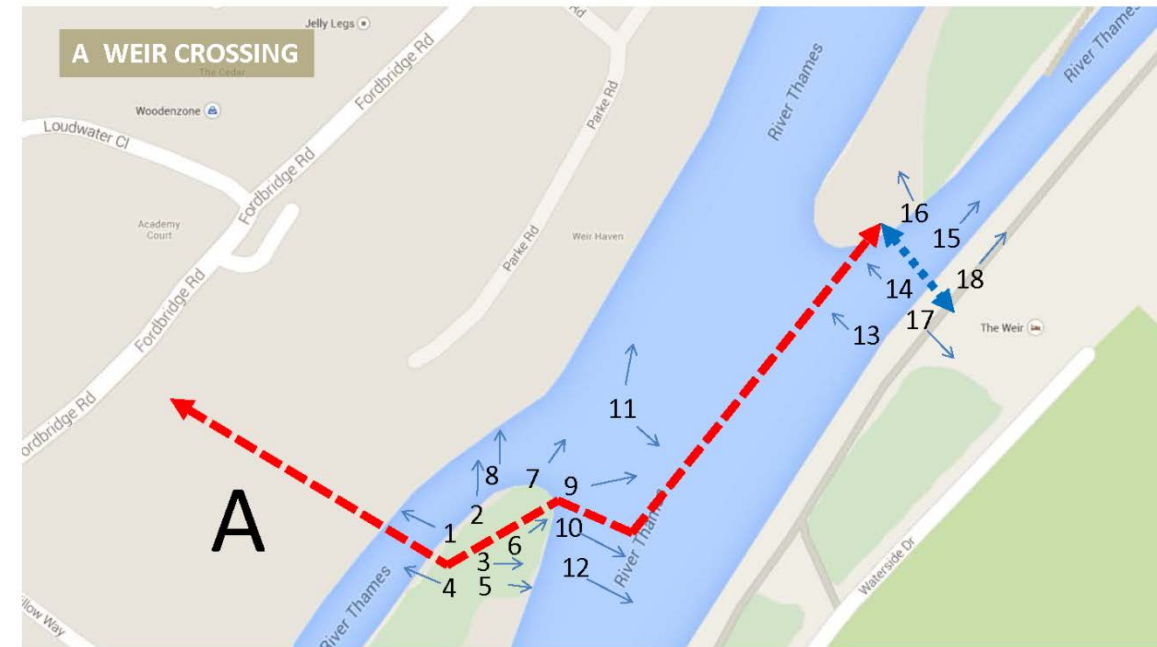 Jelly Legs
Rd
A WEIR CROSSING
The Cedar
Fordbridge Rd
River Thames
River Thames
Woodenzone
Parke Rd
Loudwater Cl
Fordbridge Rd
Academy
Court
Weir Haven
Parke Rd
16
15
18
14
17
13
The Weir
Fordbridge Rd
11
ordbridge Rd
8
7
9
A
2
1
6
10
3
12
4
5
River Thames
River Thames
Waterside Dr
illow Way